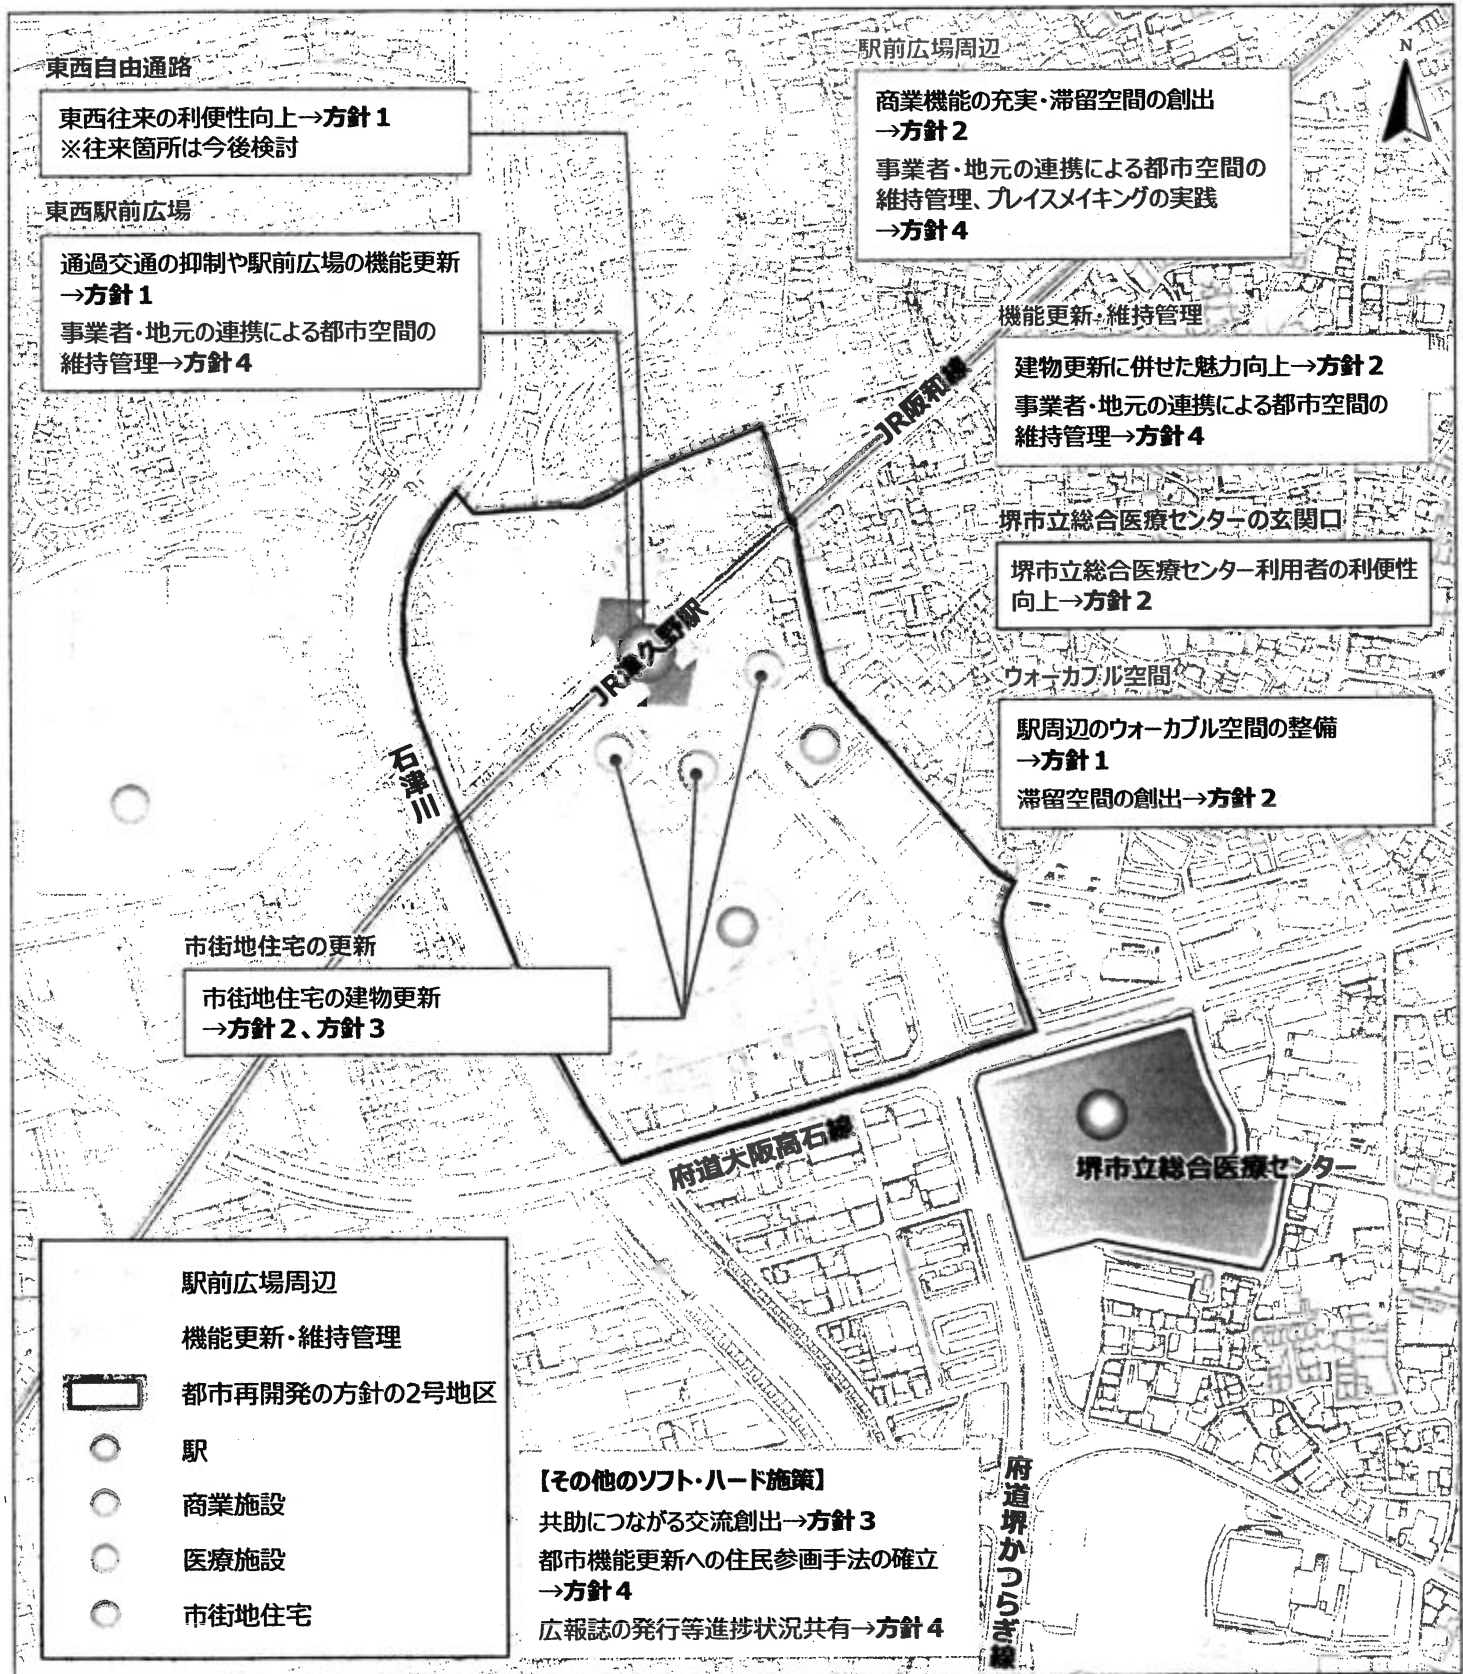 東西自由通路
東西往来の利便性向上→方針1
※往来箇所は今後検討
東西駅前広場
通過交通の抑制や駅前広場の機能更新
→方針1
事業者・地元の連携による都市空間の
維持管理→方針4
駅前広場周辺
商業機能の充実・滞留空間の創出
→方針2
事業者・地元の連携による都市空間の
維持管理、プレイスメイキングの実践
→方針4
N
機能更新・維持管理
建物更新に併せた魅力向上→方針2
事業者・地元の連携による都市空間の
維持管理→方針4
JR阪和線
堺市立総合医療センターの玄関口
堺市立総合医療センター利用者の利便性
向上→方針2
JR津久野駅
ウォーカブル空間
駅周辺のウォーカブル空間の整備
→方針1
滞留空間の創出→方針2
石津川
市街地住宅の更新
市街地住宅の建物更新
→方針2、方針3
府道大阪高石線
堺市立総合医療センター
駅前広場周辺
機能更新・維持管理
都市再開発の方針の2号地区
駅
商業施設
医療施設
市街地住宅
【その他のソフト・ハード施策】
共助につながる交流創出→方針3
都市機能更新への住民参画手法の確立
→方針4
広報誌の発行等進捗状況共有→方針4
府道堺かつらぎ線